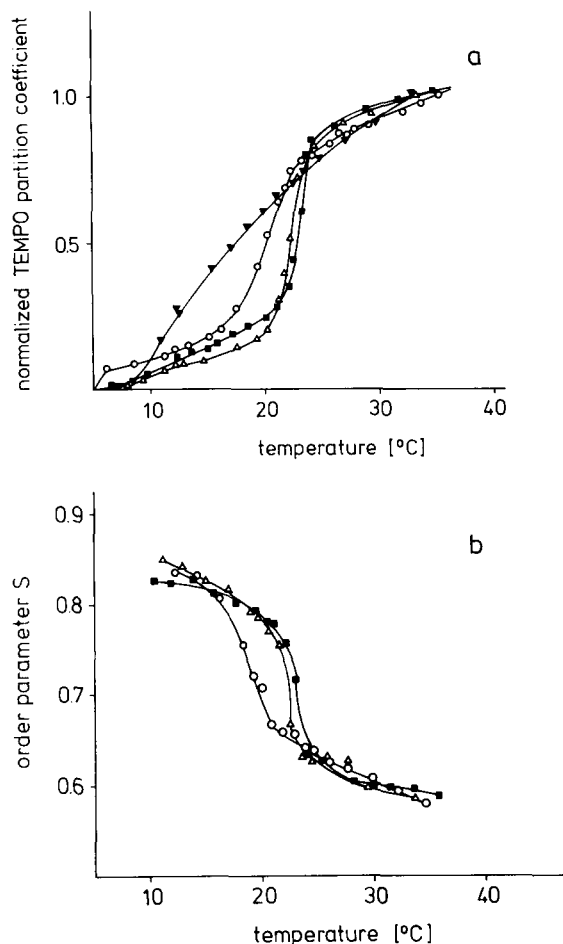 a
normalized TEMPO partition coefficient
1.0
0.5
10 20 30 40
temperature [°C]
b
order parameter S
0.9
0.8
0.7
0.6
10 20 30 40
temperature [°C]